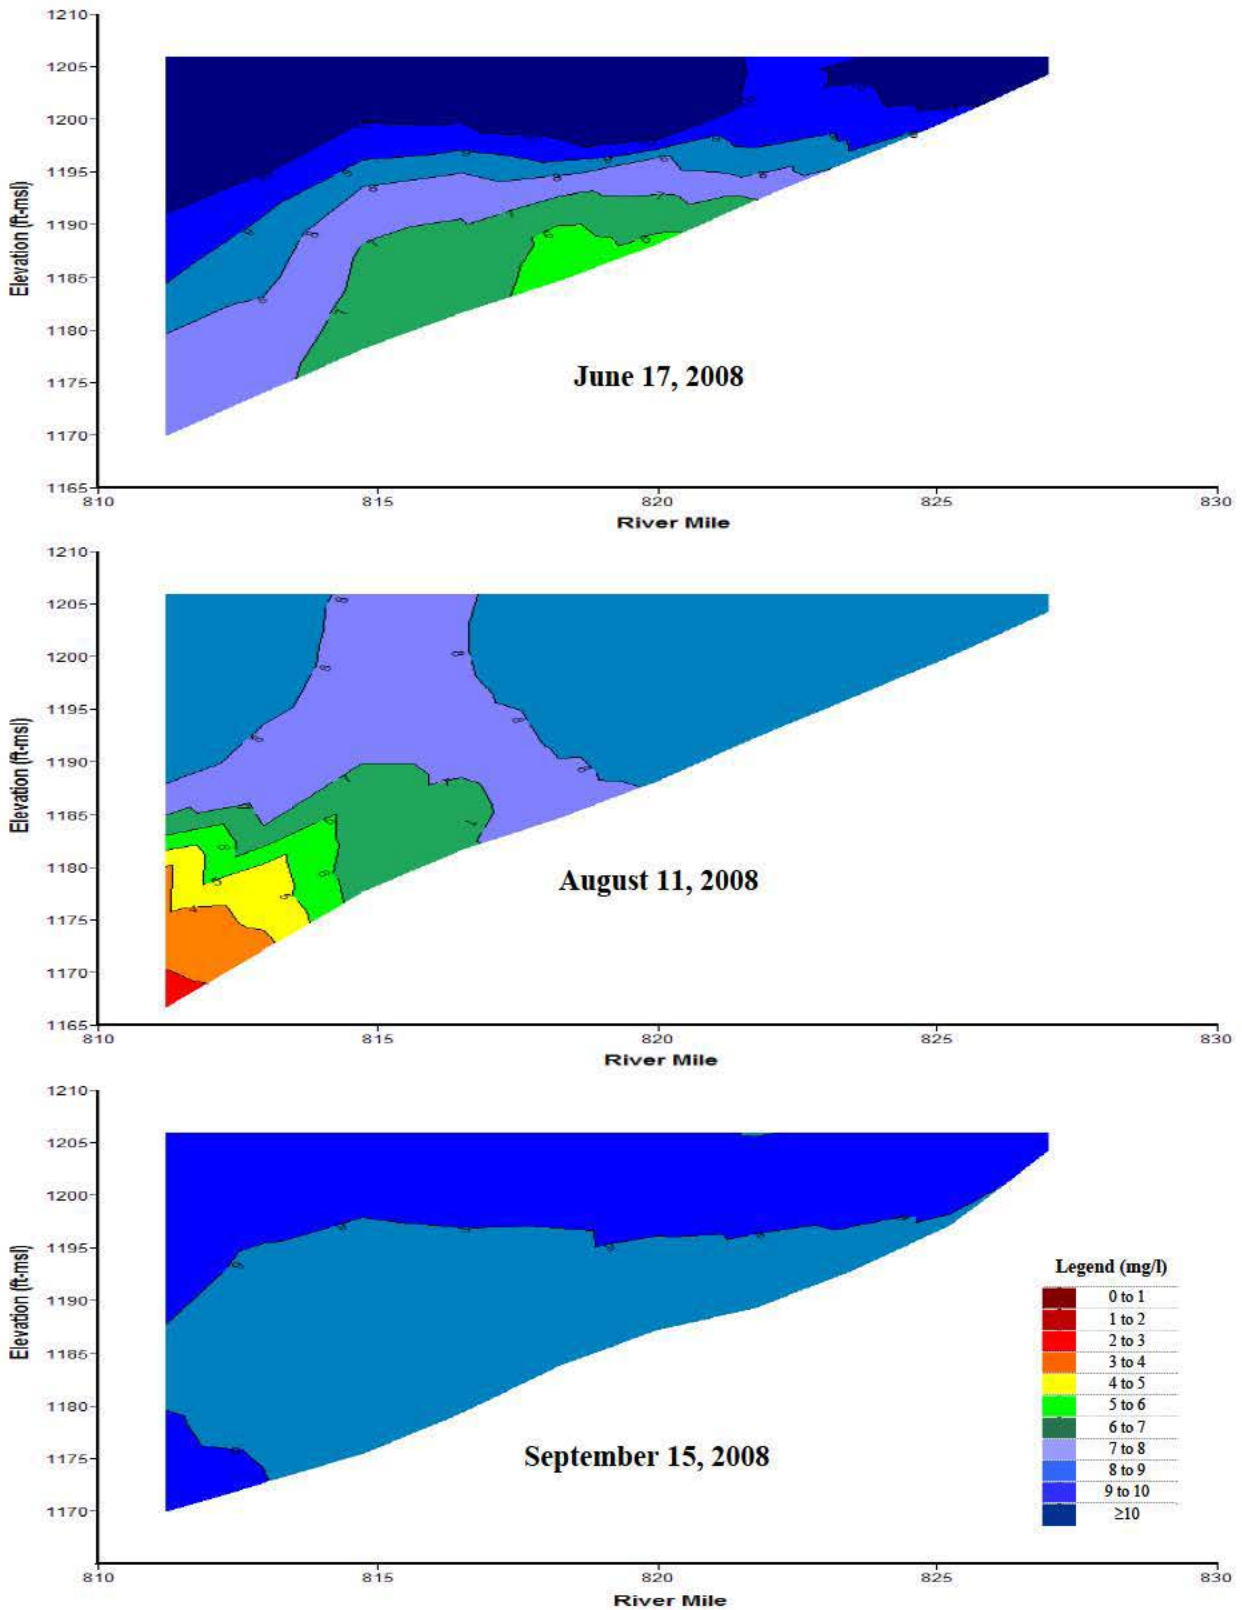 1210
1205
1200
1195
1190
1185
1180
1175
1170
1165
Elevation (ft-msl)
June 17, 2008
810 815 820 825 830
River Mile
1210
1205
1200
1195
1190
1185
1180
1175
1170
1165
Elevation (ft-msl)
August 11, 2008
810 815 820 825 830
River Mile
1210
1205
1200
1195
1190
1185
1180
1175
1170
Elevation (ft-msl)
September 15, 2008
Legend (mg/l)
0 to 1
1 to 2
2 to 3
3 to 4
4 to 5
5 to 6
6 to 7
7 to 8
8 to 9
9 to 10
≥10
810 815 820 825 830
River Mile